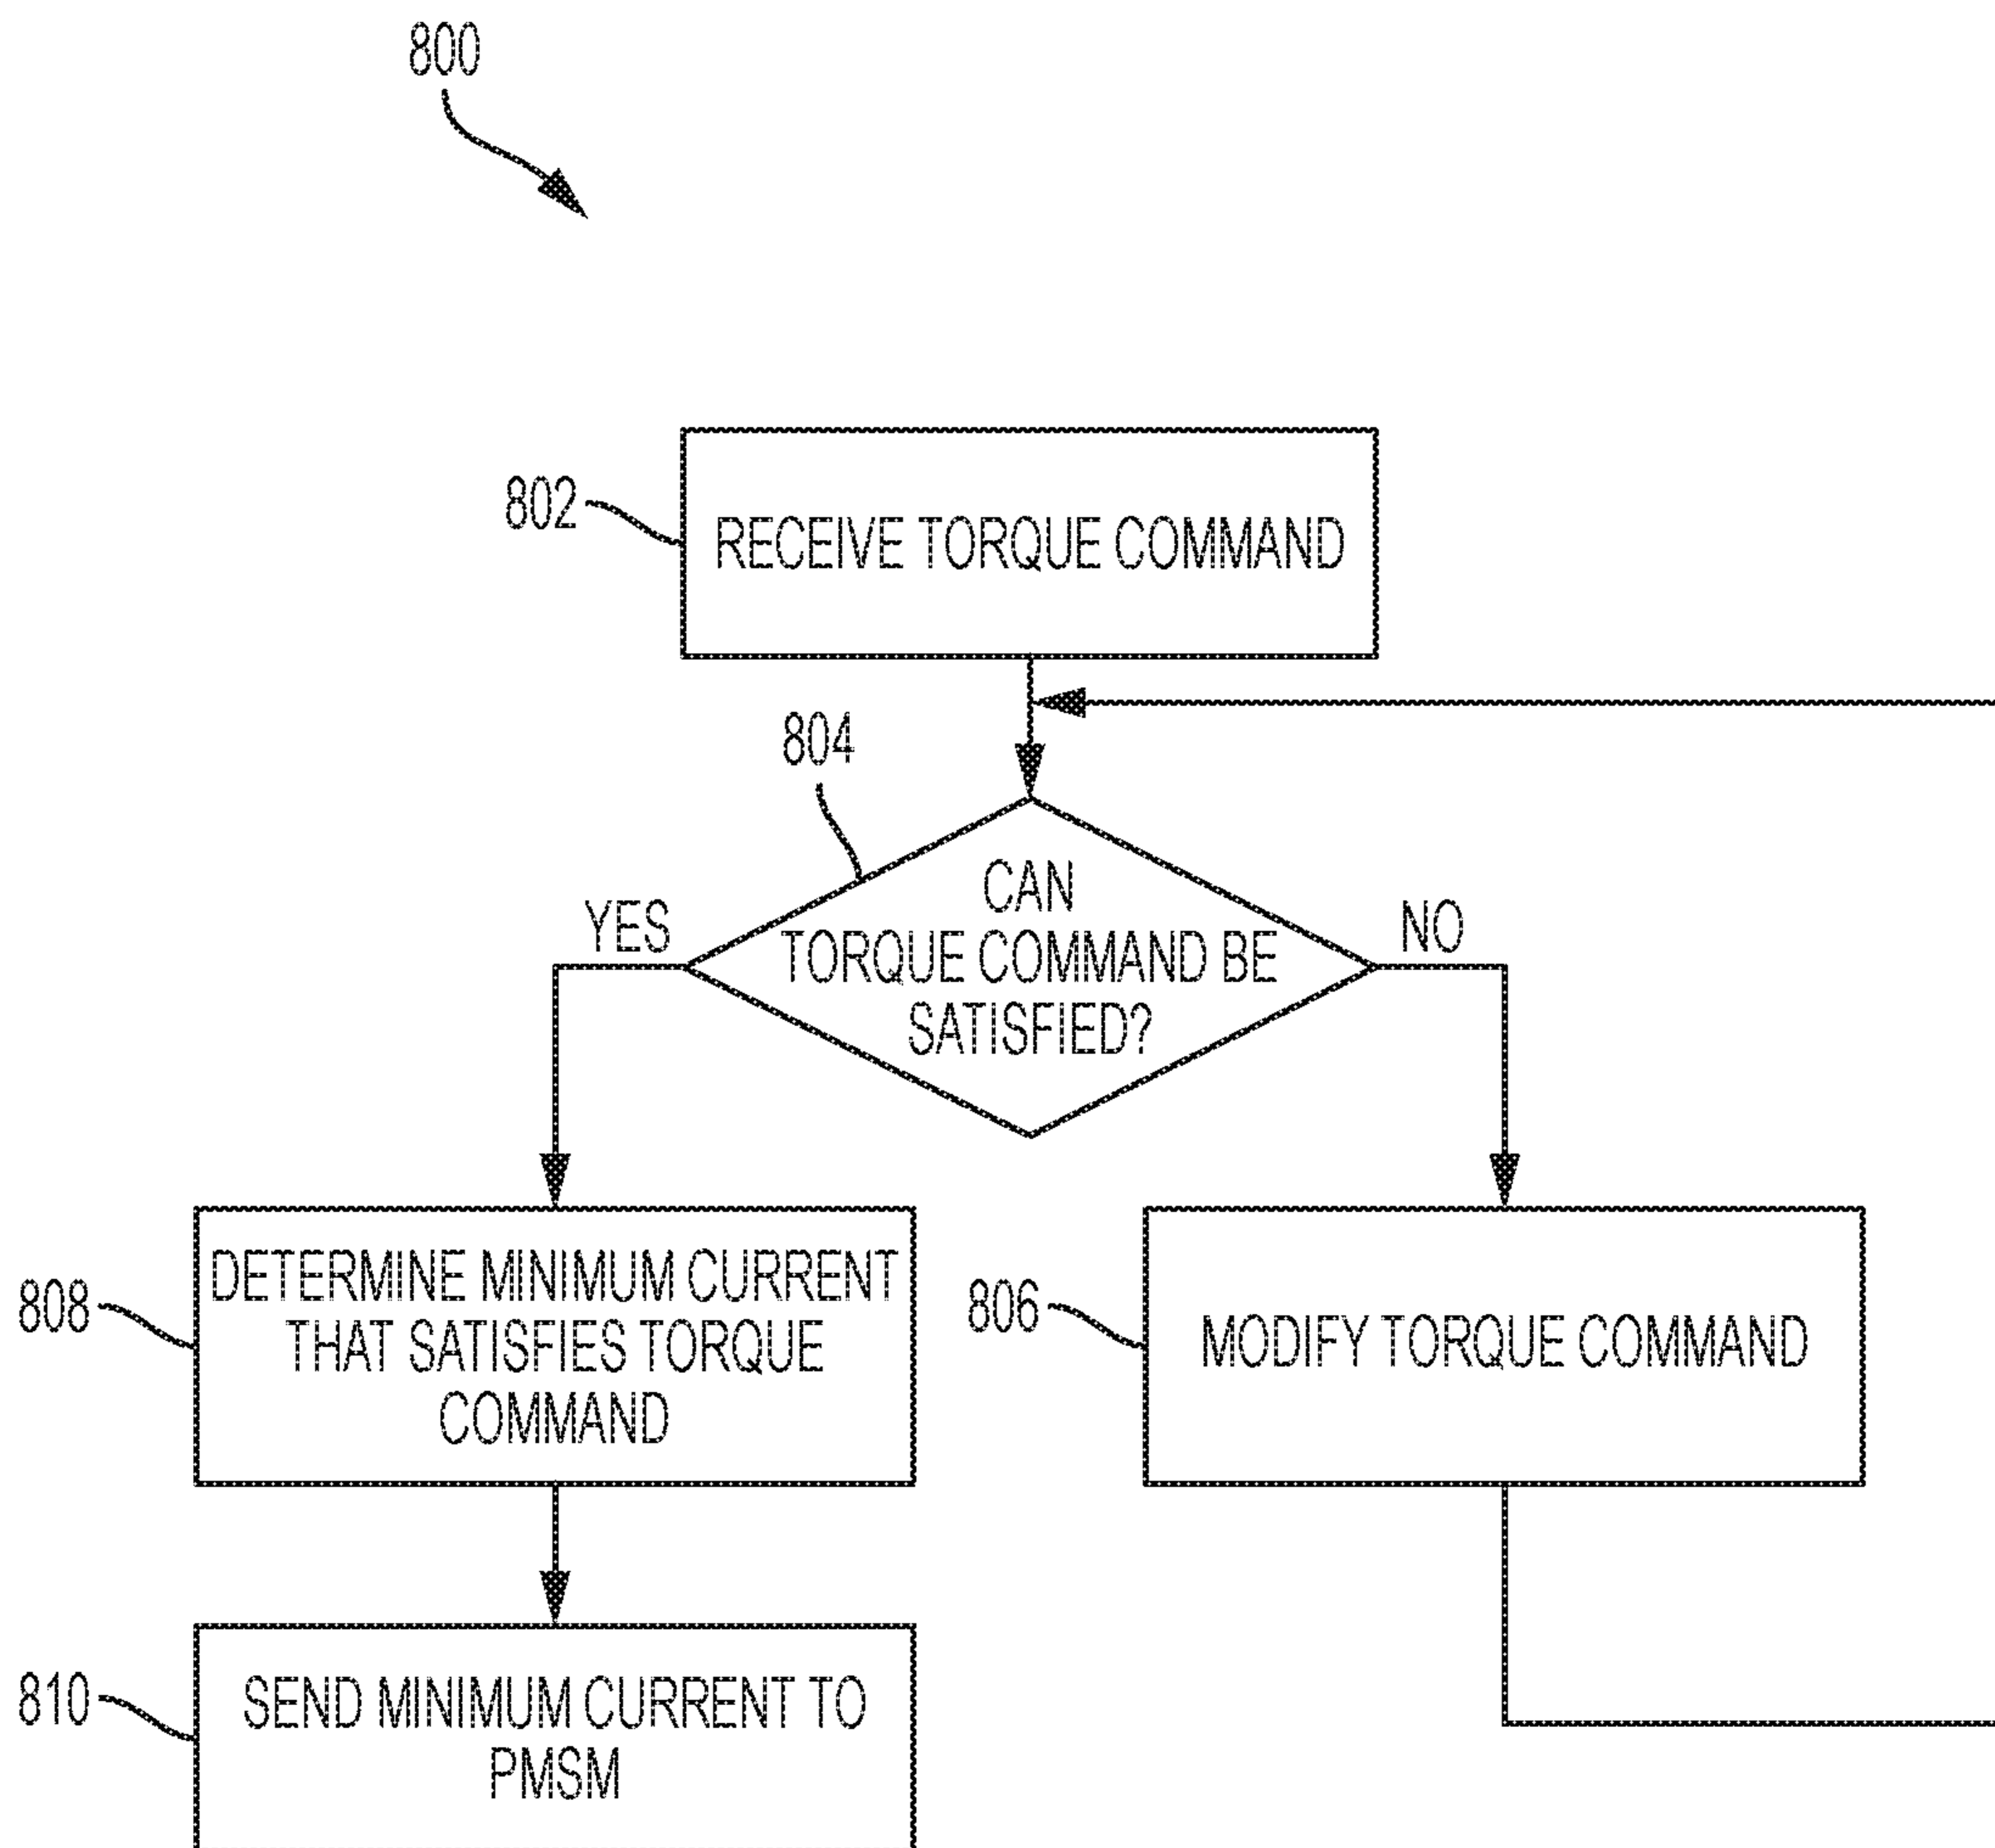 800
802
RECEIVE TORQUE COMMAND
804
CAN
TORQUE COMMAND BE
SATISFIED?
YES
NO
808
DETERMINE MINIMUM CURRENT
THAT SATISFIES TORQUE
COMMAND
806
MODIFY TORQUE COMMAND
810
SEND MINIMUM CURRENT TO
PMSM